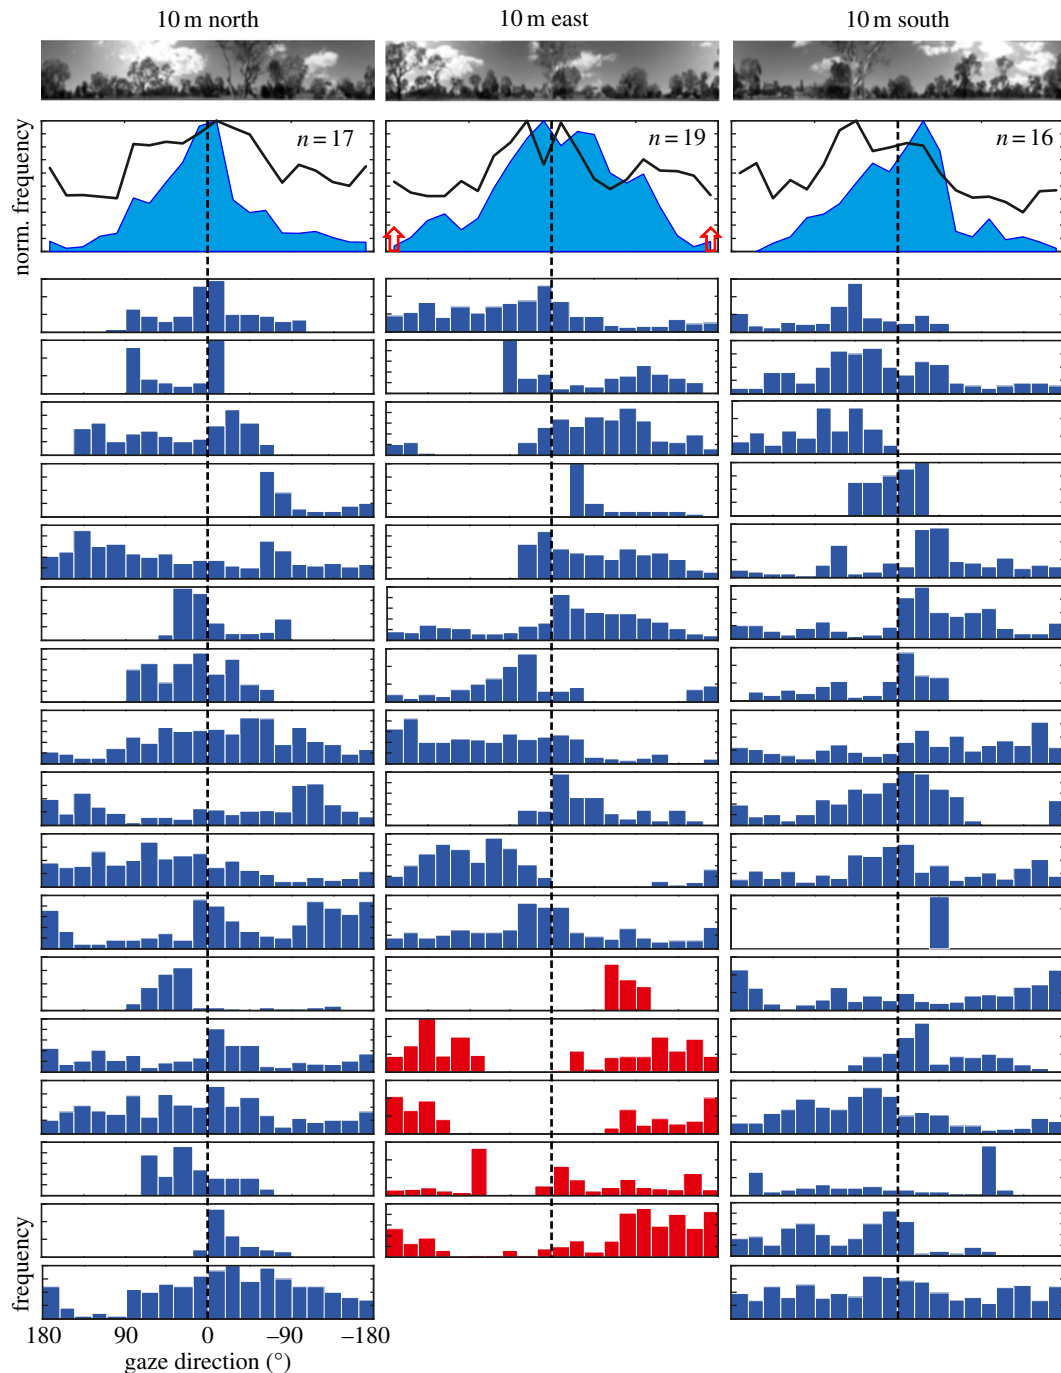 10 m north
10 m east
10 m south
norm. frequency
n = 17
n = 19
n = 16
frequency
180 90 0 –90 –180
gaze direction (°)